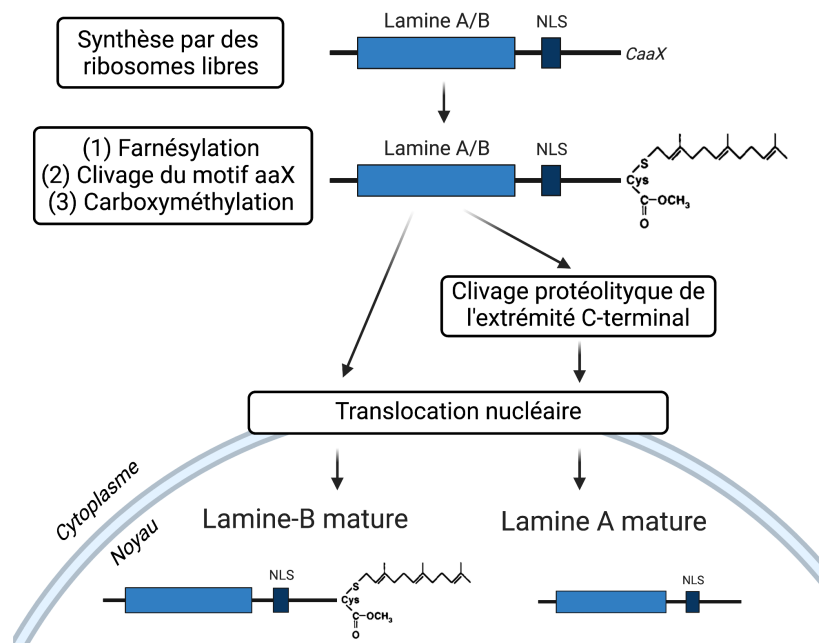 Synthèse par des
ribosomes libres
Lamine A/B
NLS
CaaX
(1) Farnésylation
(2) Clivage du motif aaX
(3) Carboxyméthylation
Lamine A/B
NLS
S
Cys
C-OCH3
O
Clivage protéolityque de
l'extrémité C-terminal
Translocation nucléaire
Cytoplasme
Noyau
Lamine-B mature
Lamine A mature
NLS
S
Cys
C-OCH3
O
NLS